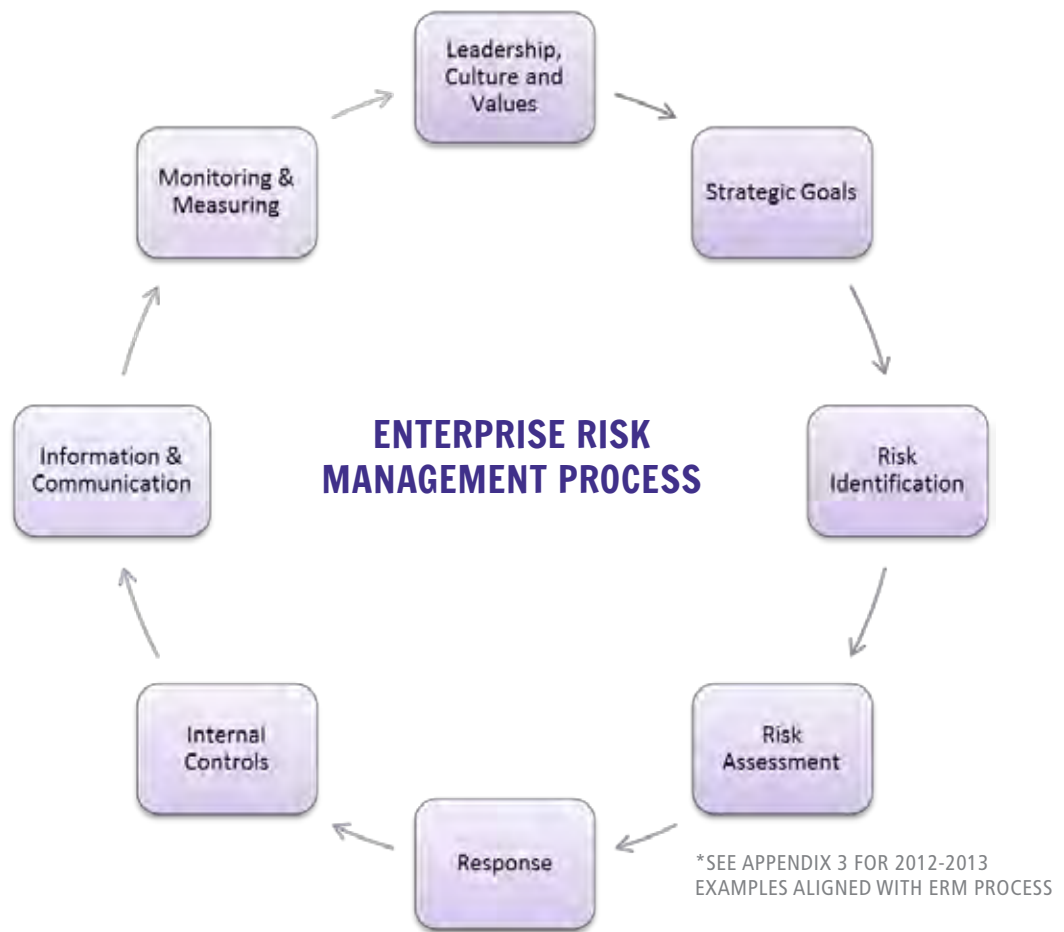 Leadership,
Culture and
Values
Strategic Goals
Risk
Identification
Risk
Assessment
Response
Internal
Controls
Information &
Communication
Monitoring &
Measuring
ENTERPRISE RISK
MANAGEMENT PROCESS
*SEE APPENDIX 3 FOR 2012-2013
EXAMPLES ALIGNED WITH ERM PROCESS